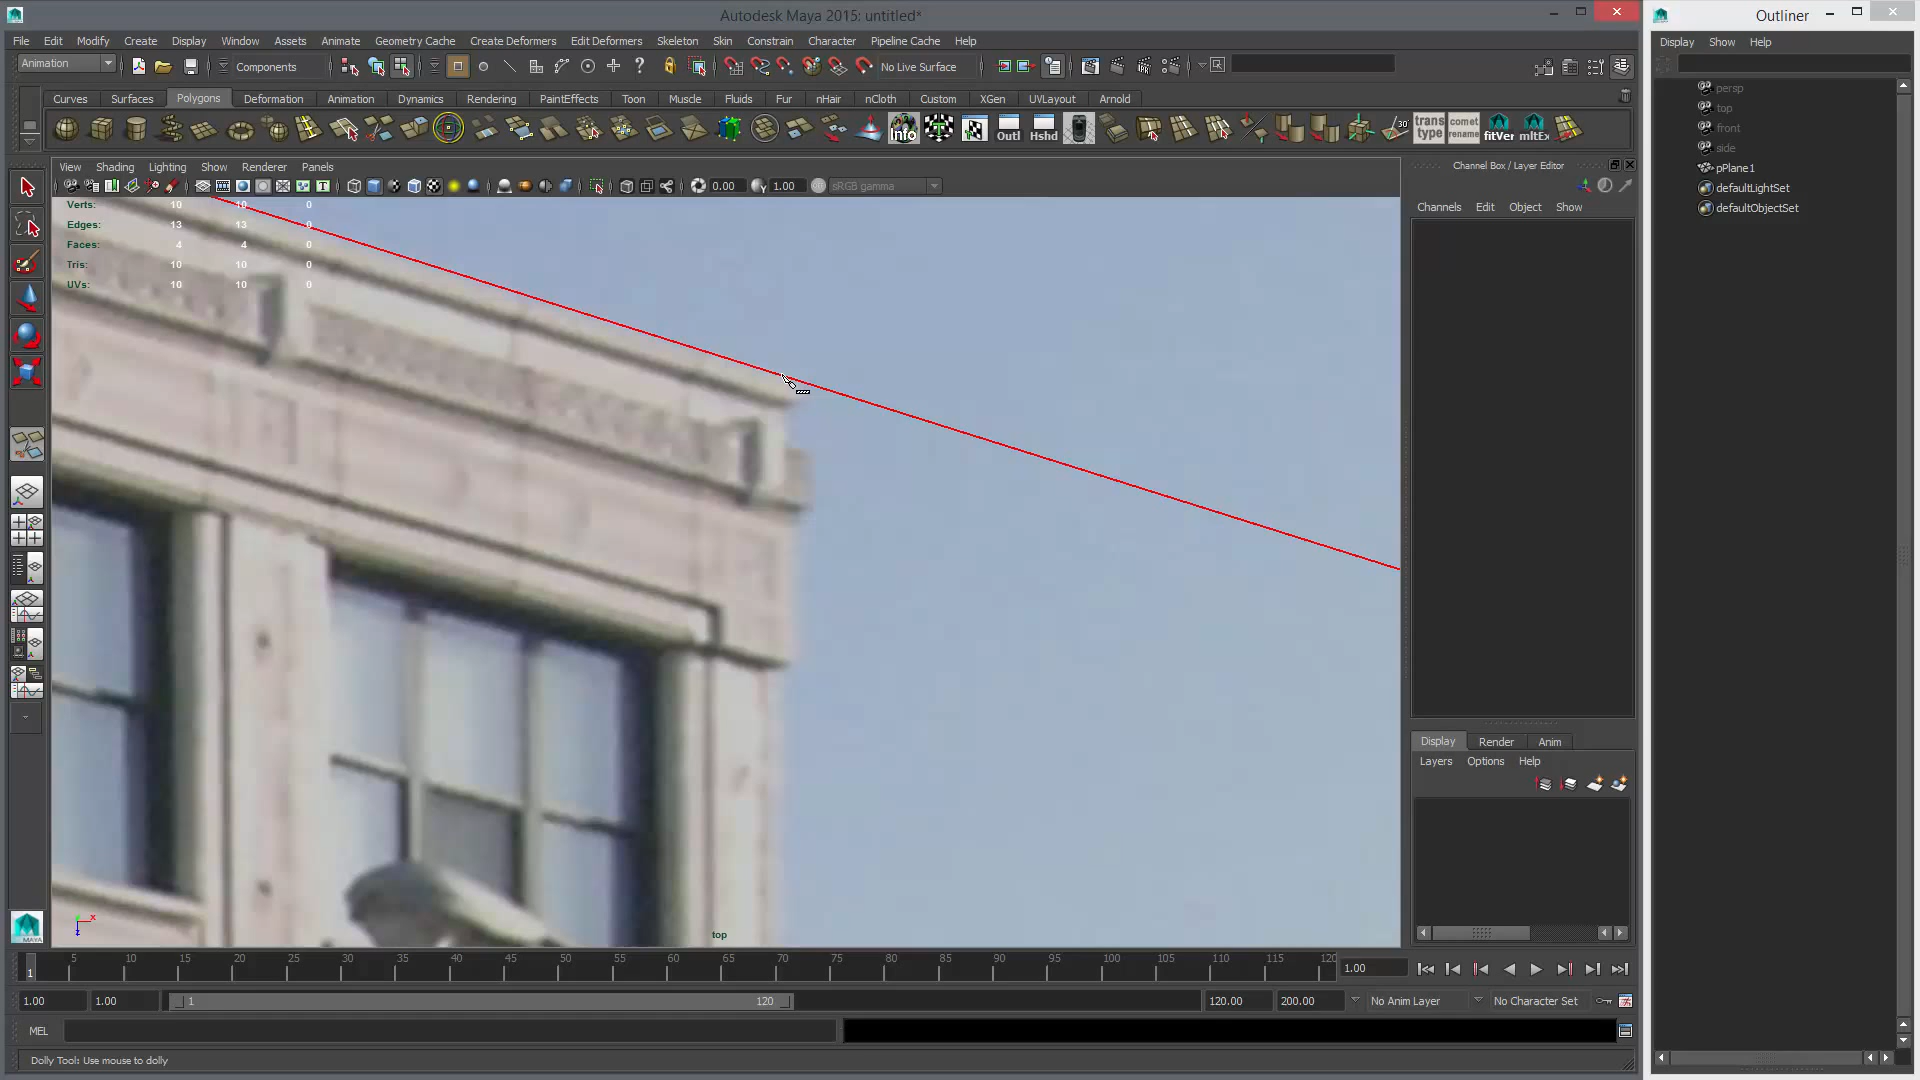 Autodesk Maya 2015: untitled*
Outliner
File Edit Modify Create Display Window Assets Animate Geometry Cache Create Deformers Edit Deformers Skeleton Skin Constrain Character Pipeline Cache Help
Display Show Help
Animation
Components
No Live Surface
Curves Surfaces Polygons Deformation Animation Dynamics Rendering PaintEffects Toon Muscle Fluids Fur nHair nCloth Custom XGen UVLayout Arnold
Info Outl Hshd 30 trans type comet rename fitVer mltEx
View Shading Lighting Show Renderer Panels
0.00 1.00 sRGB gamma
Verts: 10 10 0
Edges: 13 13 0
Faces: 4 4 0
Tris: 10 10 0
UVs: 10 10 0
top
Channel Box / Layer Editor
Channels Edit Object Show
persp
top
front
side
pPlane1
defaultLightSet
defaultObjectSet
Display Render Anim
Layers Options Help
MAYA
x
1 5 10 15 20 25 30 35 40 45 50 55 60 65 70 75 80 85 90 95 100 105 110 115 120
1.00
1.00 1.00 1 120 120.00 200.00 No Anim Layer No Character Set
MEL
Dolly Tool: Use mouse to dolly